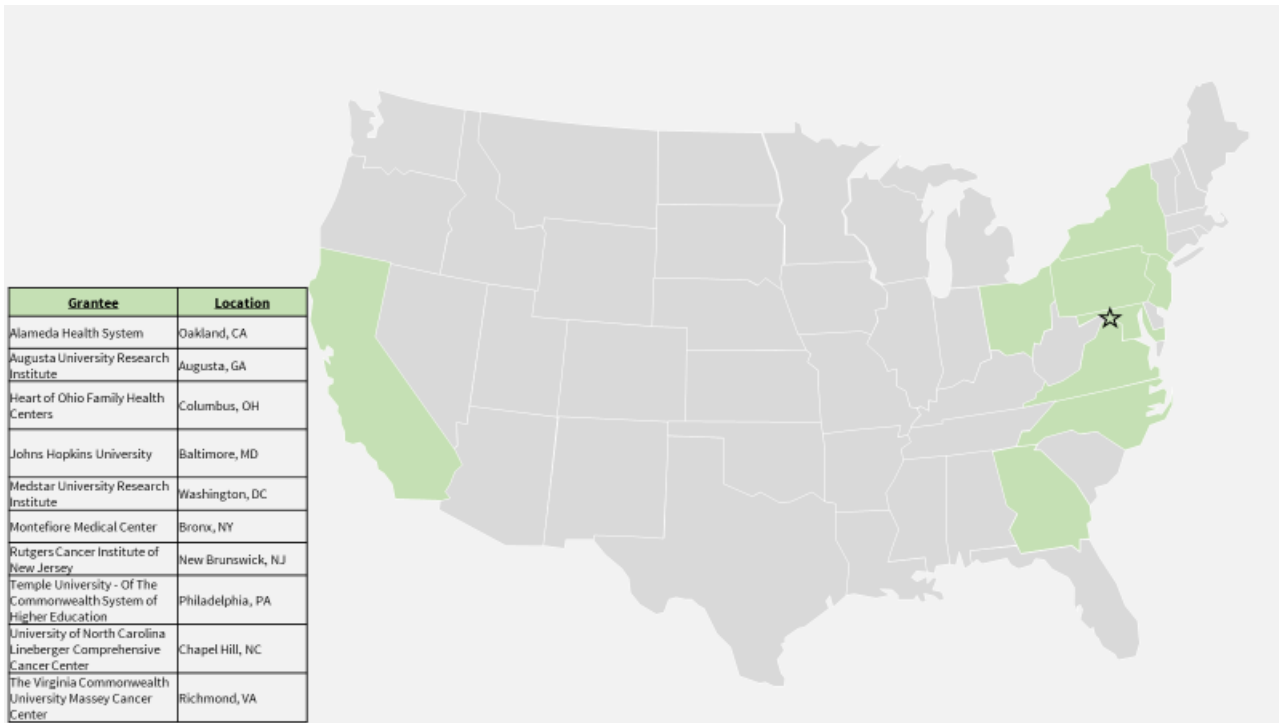 Grantee Location
Alameda Health System Oakland, CA
Augusta University Research
Institute
Augusta, GA
Heart of Ohio Family Health
Centers
Columbus, OH
Johns Hopkins University Baltimore, MD
Medstar University Research
Institute
Washington, DC
Montefiore Medical Center Bronx, NY
Rutgers Cancer Institute of
New Jersey
New Brunswick, NJ
Temple University - Of The
Commonwealth System of
Higher Education
Philadelphia, PA
University of North Carolina
Lineberger Comprehensive
Cancer Center
Chapel Hill, NC
The Virginia Commonwealth
University Massey Cancer
Center
Richmond, VA